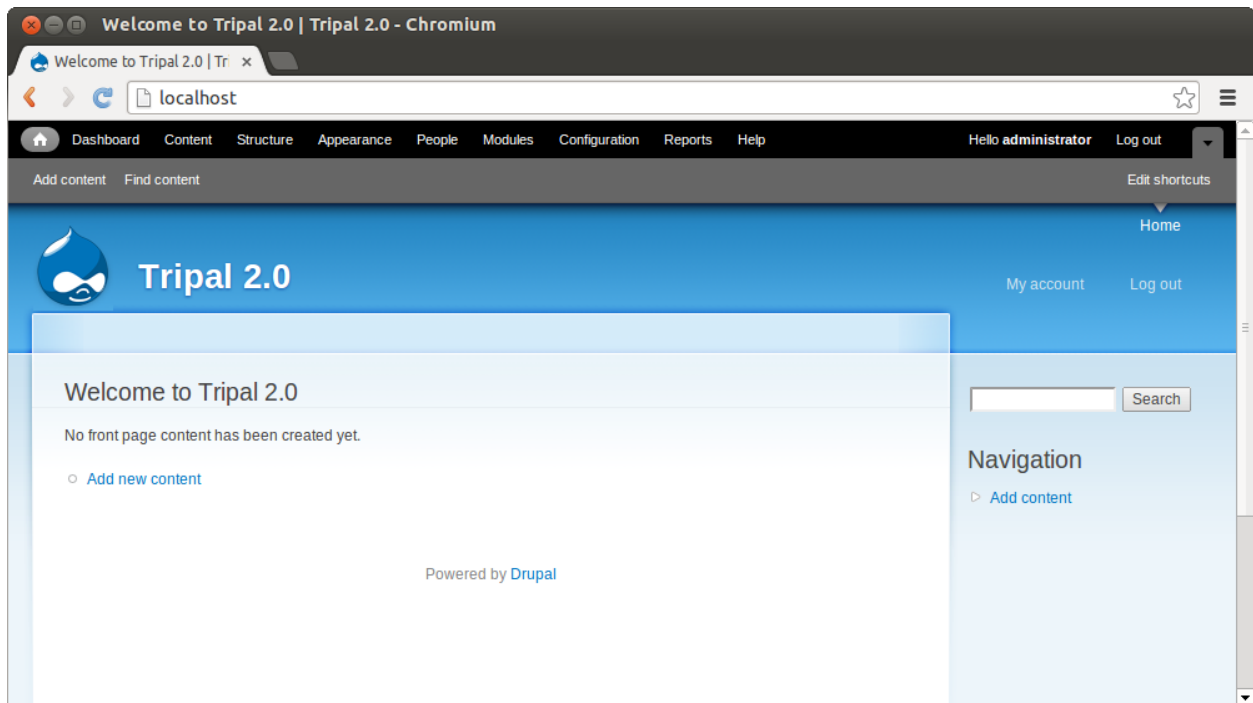 Welcome to Tripal 2.0 | Tripal 2.0 - Chromium
Welcome to Tripal 2.0 | Tri
localhost
Dashboard Content Structure Appearance People Modules Configuration Reports Help Hello administrator Log out
Add content Find content Edit shortcuts
Home
Tripal 2.0
My account Log out
Welcome to Tripal 2.0
Search
No front page content has been created yet.
Navigation
Add new content
Add content
Powered by Drupal